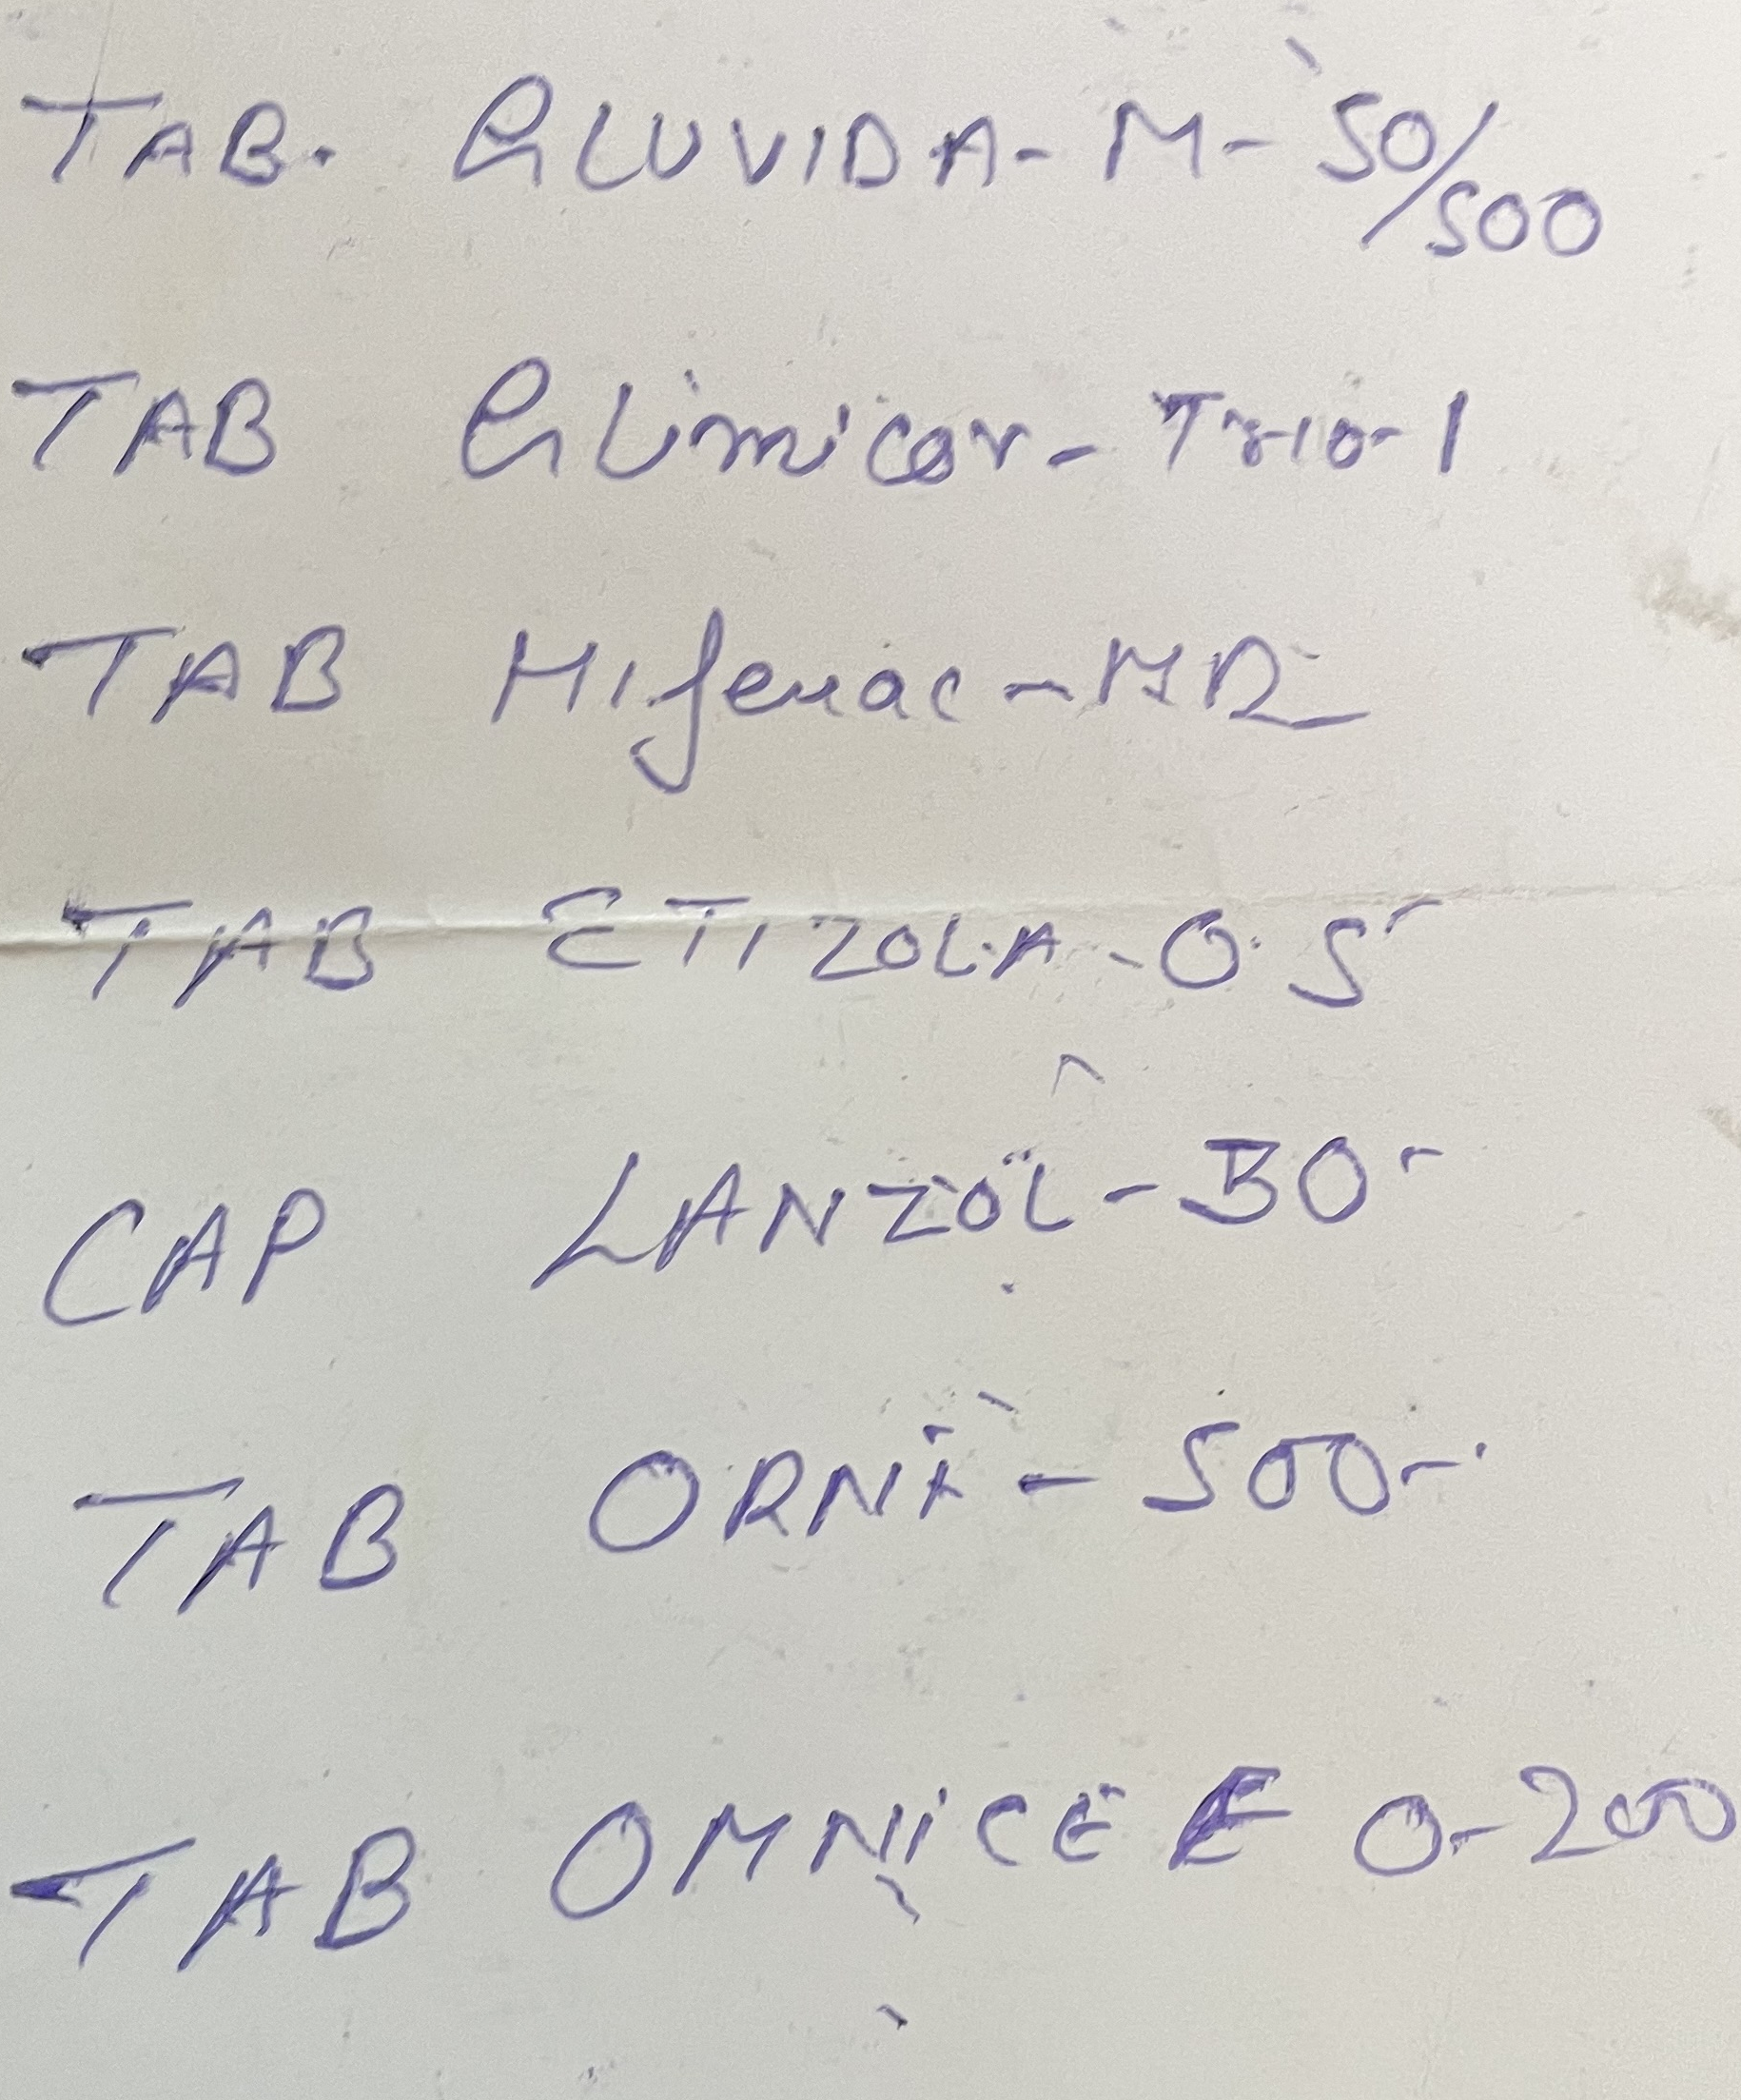 TAB. GLUVIDA-M-50/500
TAB Glimicor-Trio-1
TAB Hifenac-MR
TAB ETIZOLA-0.5
CAP LANZOL-30
TAB ORNI-500
TAB OMNICEF O-200